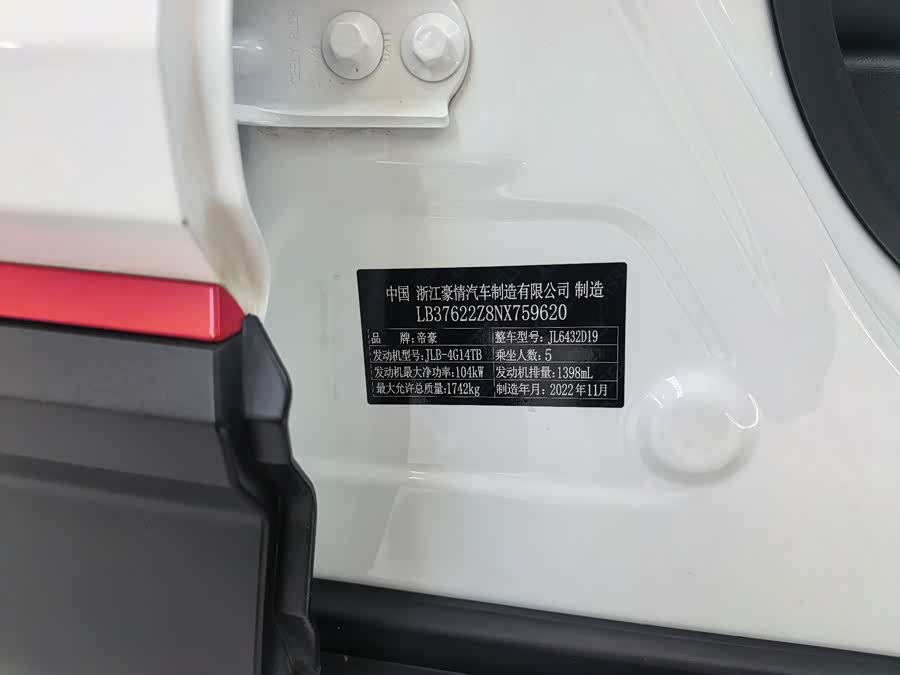 中国 浙江豪情汽车制造有限公司 制造
LB37622Z8NX759620
品 牌:帝豪 整车型号: JL6432D19
发动机型号:JLB-4G14TB 乘坐人数: 5
发动机最大净功率:104kW 发动机排量: 1398mL
最大允许总质量:1742kg 制造年月: 2022年11月